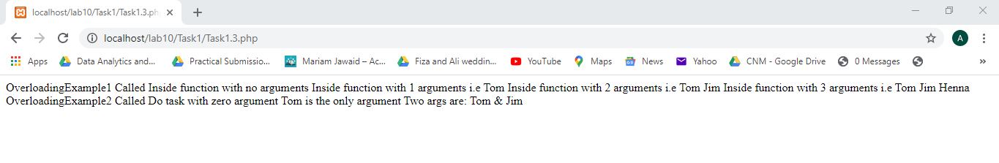 localhost/lab10/Task1/Task1.3.ph
localhost/lab10/Task1/Task1.3.php
A
Apps Data Analytics and... Practical Submissio... Mariam Jawaid – Ac... Fiza and Ali weddin... YouTube Maps News Yahoo CNM - Google Drive 0 Messages »
OverloadingExample1 Called Inside function with no arguments Inside function with 1 arguments i.e Tom Inside function with 2 arguments i.e Tom Jim Inside function with 3 arguments i.e Tom Jim Henna
OverloadingExample2 Called Do task with zero argument Tom is the only argument Two args are: Tom & Jim